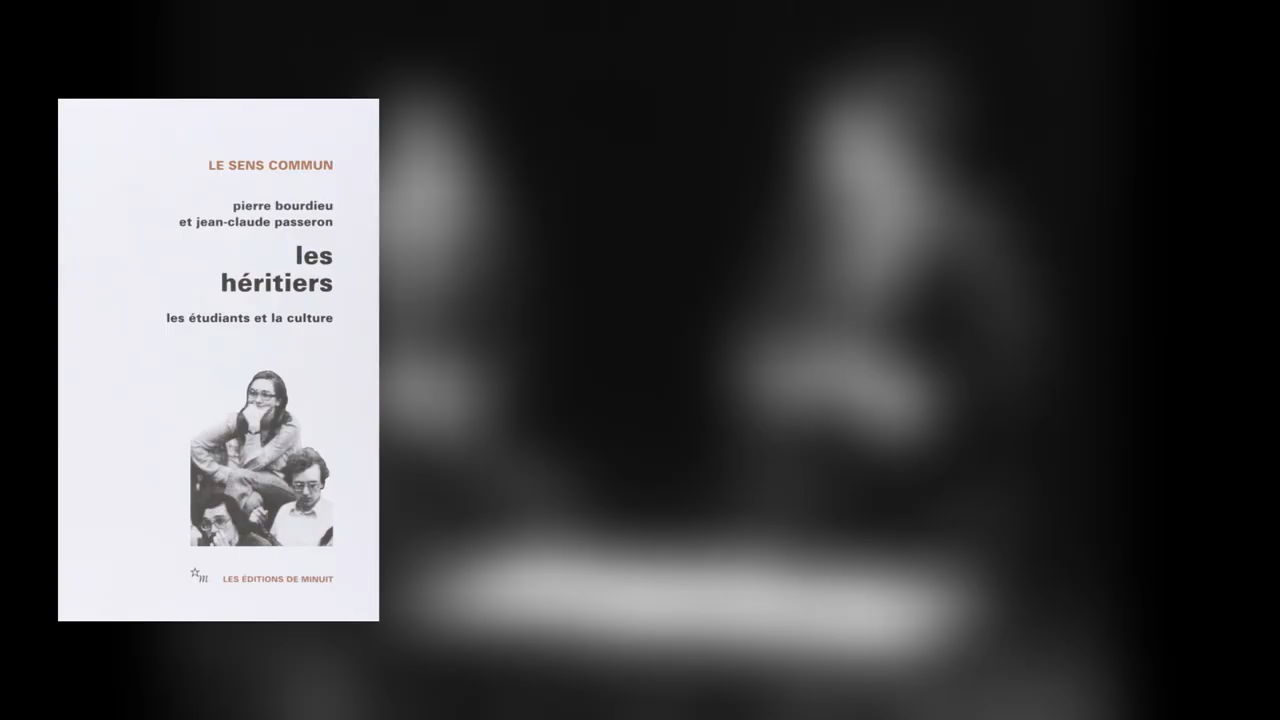 LE SENS COMMUN
pierre bourdieu
et jean-claude passeron
les
héritiers
les étudiants et la culture
m LES ÉDITIONS DE MINUIT